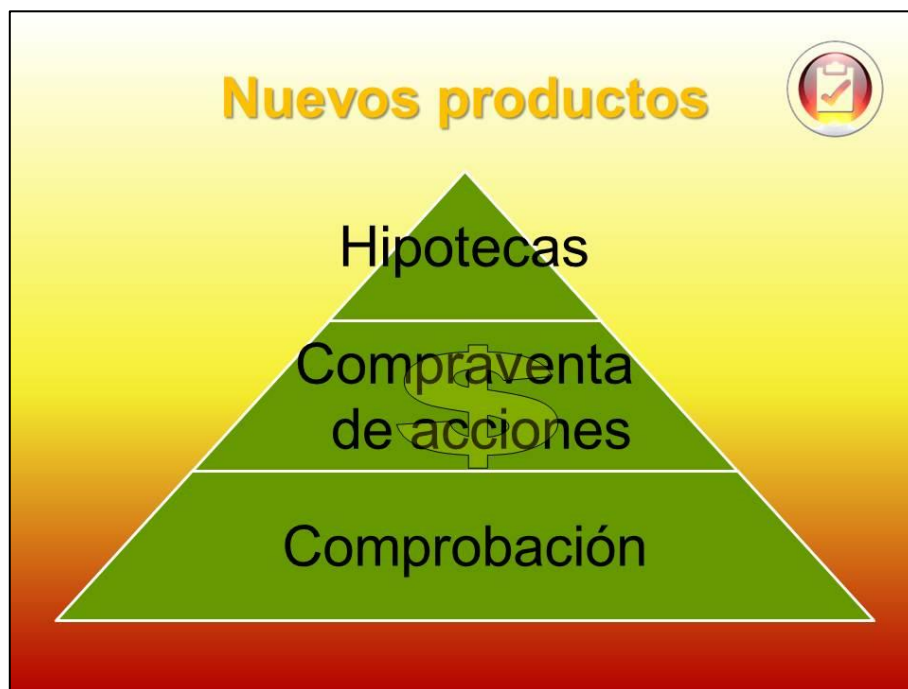 Nuevos productos
Hipotecas
Compraventa
de acciones
$
Comprobación